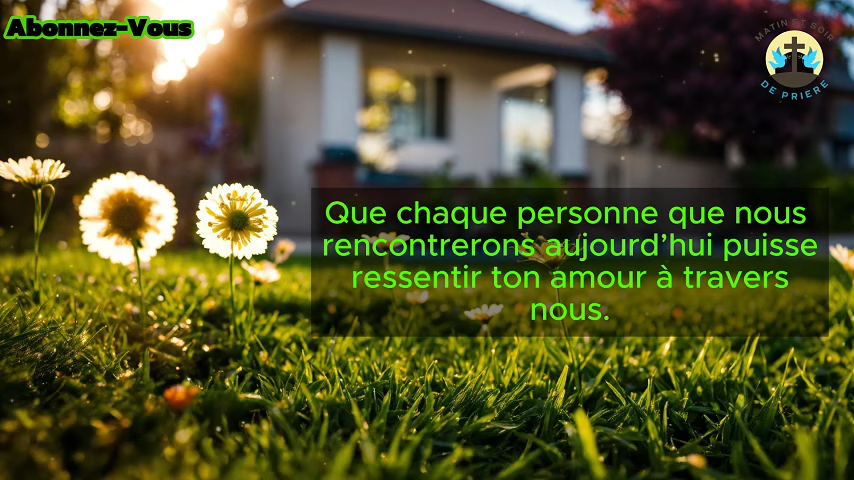 Abonnez-Vous
MATIN ET SOIR
DE PRIERE
Que chaque personne que nous
rencontrerons aujourd’hui puisse
ressentir ton amour à travers
nous.